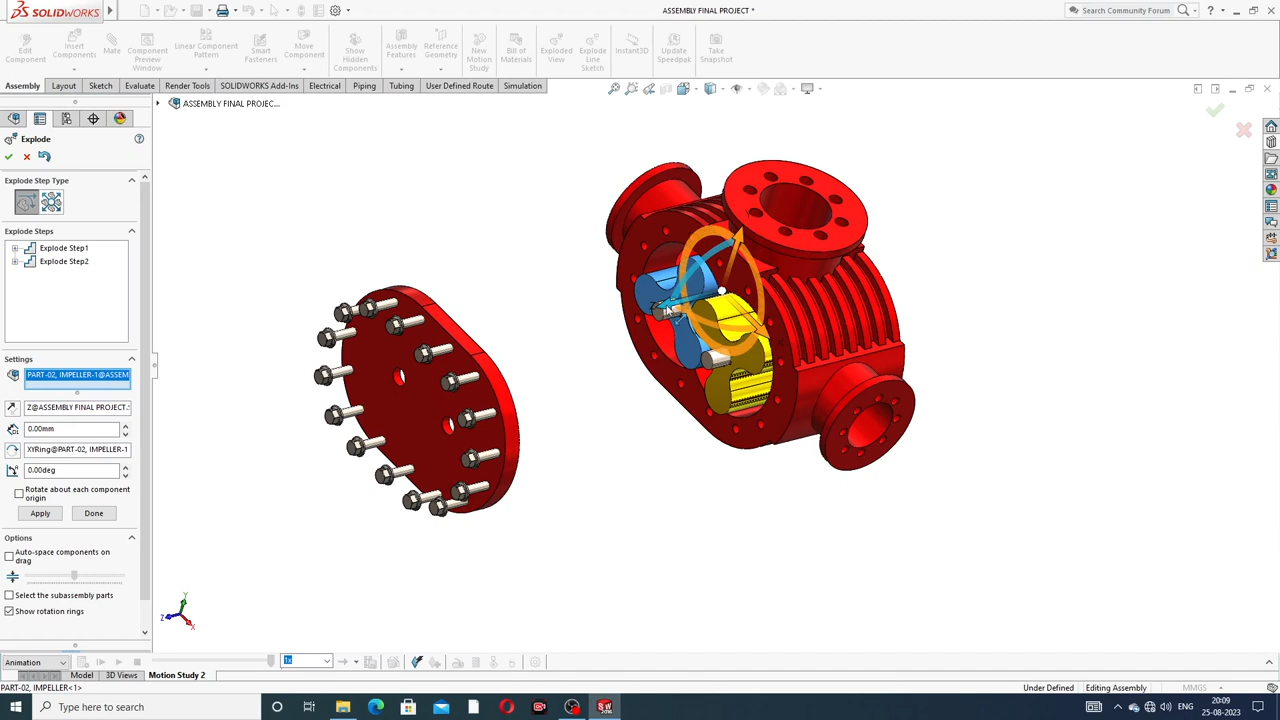 SOLIDWORKS
ASSEMBLY FINAL PROJECT *
Search Community Forum
Edit Component
Insert Components
Mate
Component Preview Window
Linear Component Pattern
Smart Fasteners
Move Component
Show Hidden Components
Assembly Features
Reference Geometry
New Motion Study
Bill of Materials
Exploded View
Explode Line Sketch
Instant3D
Update Speedpak
Take Snapshot
Assembly Layout Sketch Evaluate Render Tools SOLIDWORKS Add-Ins Electrical Piping Tubing User Defined Route Simulation
ASSEMBLY FINAL PROJEC...
Explode
Explode Step Type
Explode Steps
Explode Step1
Explode Step2
Settings
PART-02, IMPELLER-1@ASSEM
Z@ASSEMBLY FINAL PROJECT.
0.00mm
XYRing@PART-02, IMPELLER-1
0.00deg
Rotate about each component
origin
Apply Done
Options
Auto-space components on
drag
Select the subassembly parts
Show rotation rings
Y
Z
X
Animation
1x
Model 3D Views Motion Study 2
PART-02, IMPELLER<1>
Under Defined Editing Assembly MMGS
Type here to search
ENG
20:09
25-08-2023